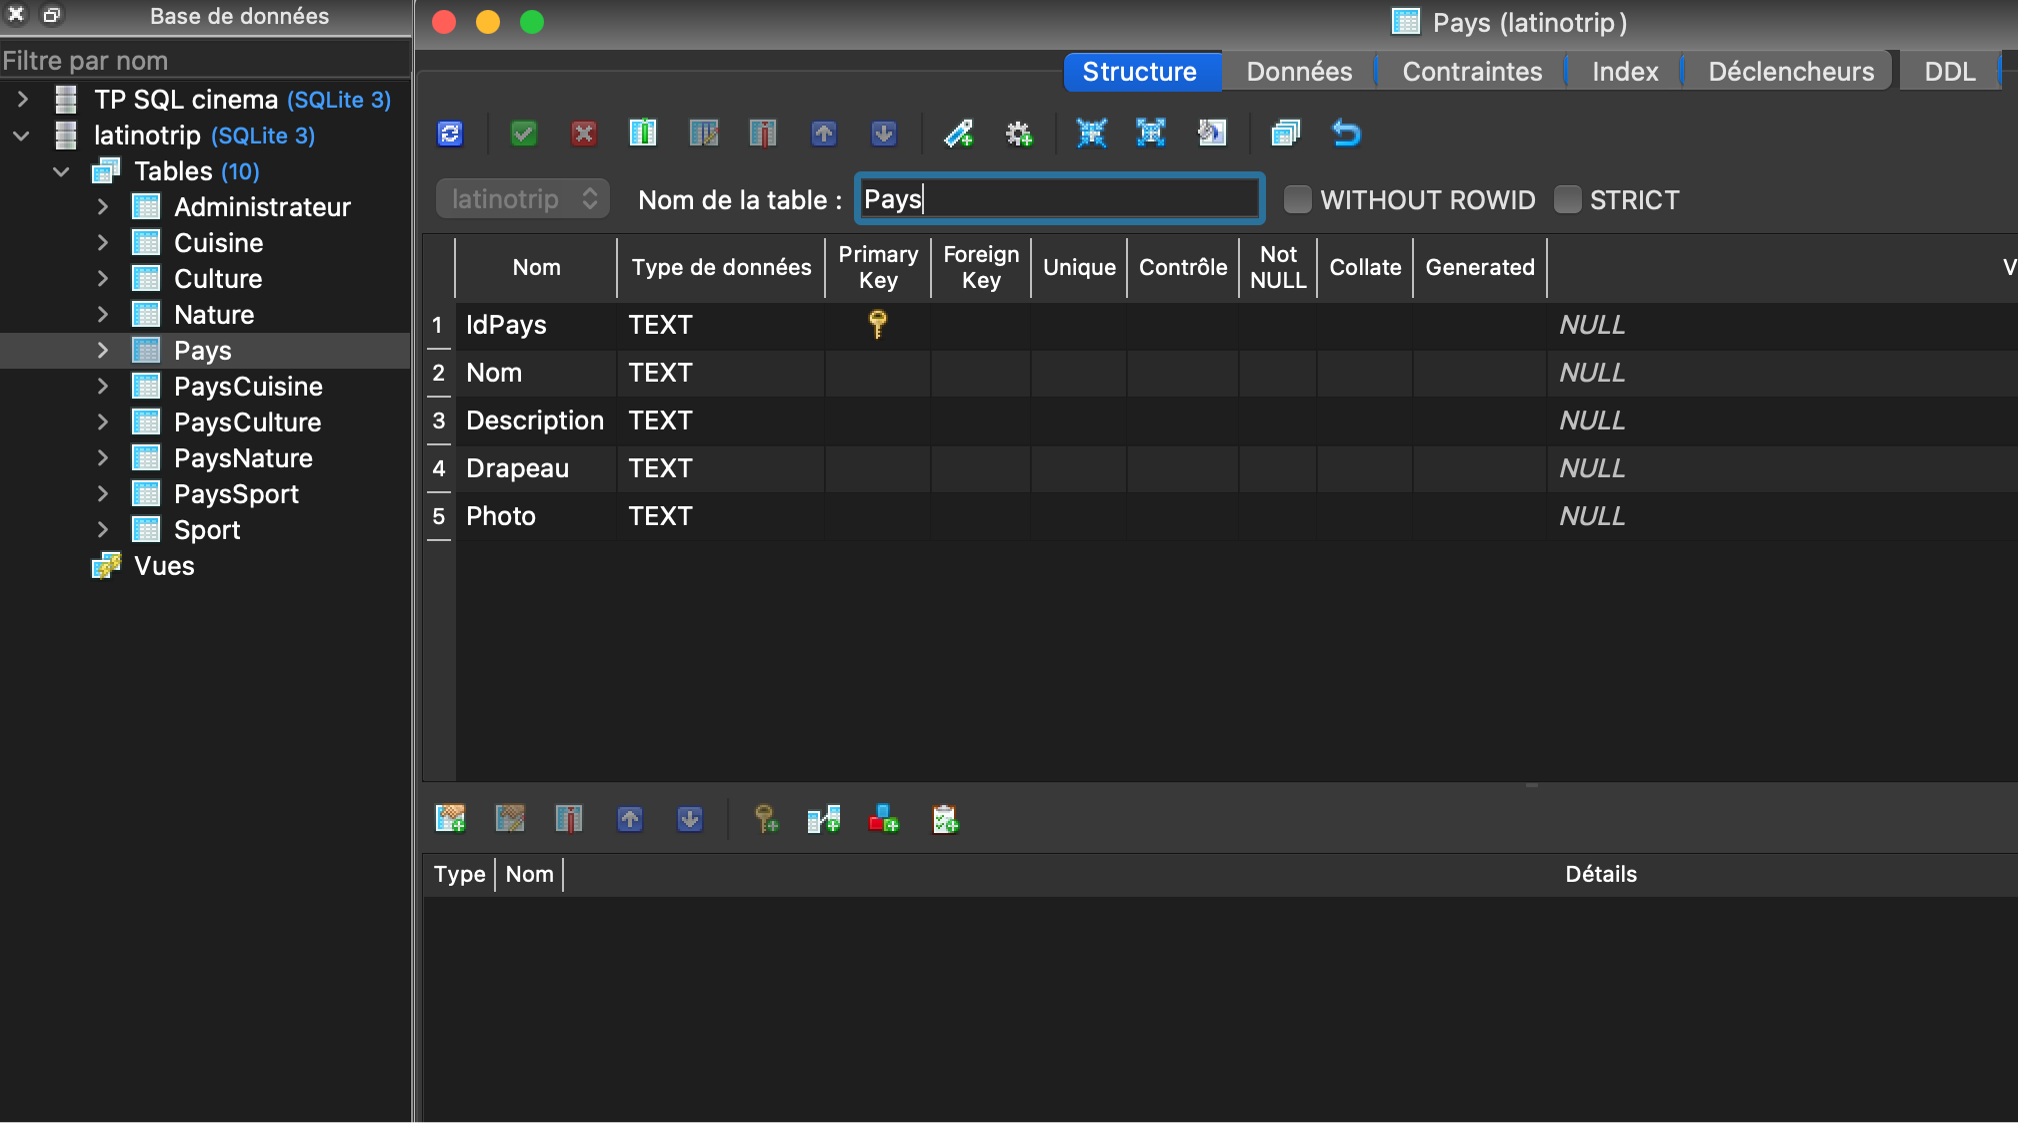 Base de données
Filtre par nom
TP SQL cinema (SQLite 3)
latinotrip (SQLite 3)
Tables (10)
Administrateur
Cuisine
Culture
Nature
Pays
PaysCuisine
PaysCulture
PaysNature
PaysSport
Sport
Vues
Pays (latinotrip)
Structure Données Contraintes Index Déclencheurs DDL
latinotrip Nom de la table : Pays WITHOUT ROWID STRICT
Nom Type de données Primary Key Foreign Key Unique Contrôle Not NULL Collate Generated V
1 IdPays TEXT NULL
2 Nom TEXT NULL
3 Description TEXT NULL
4 Drapeau TEXT NULL
5 Photo TEXT NULL
Type Nom Détails